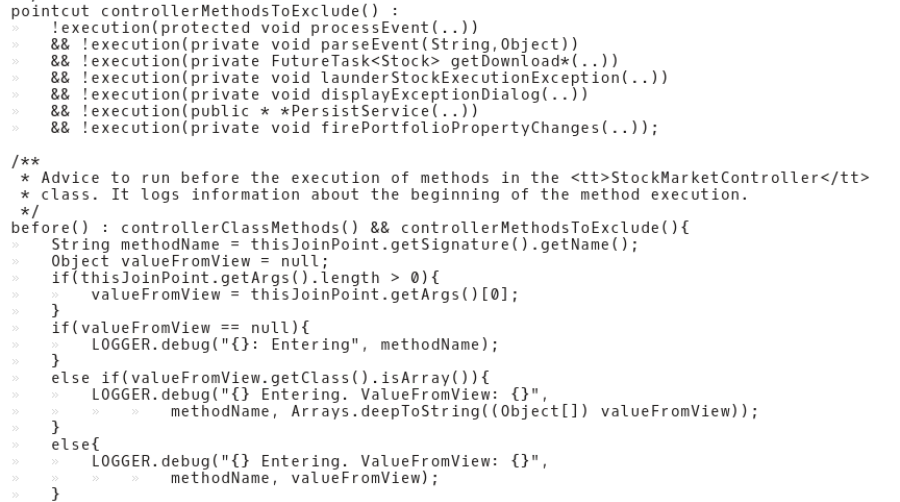 pointcut controllerMethodsToExclude() :
» !execution(protected void processEvent(..))
» && !execution(private void parseEvent(String,Object))
» && !execution(private FutureTask<Stock> getDownload*(..))
» && !execution(private void launderStockExecutionException(..))
» && !execution(private void displayExceptionDialog(..))
» && !execution(public * *PersistService(..))
» && !execution(private void firePortfolioPropertyChanges(..));
/**
* Advice to run before the execution of methods in the <tt>StockMarketController</tt>
* class. It logs information about the beginning of the method execution.
*/
before() : controllerClassMethods() && controllerMethodsToExclude(){
» String methodName = thisJoinPoint.getSignature().getName();
» Object valueFromView = null;
» if(thisJoinPoint.getArgs().length > 0){
» » valueFromView = thisJoinPoint.getArgs()[0];
» }
» if(valueFromView == null){
» » LOGGER.debug("{}: Entering", methodName);
» }
» else if(valueFromView.getClass().isArray()){
» » LOGGER.debug("{} Entering. ValueFromView: {}",
» » » » methodName, Arrays.deepToString((Object[]) valueFromView));
» }
» else{
» » LOGGER.debug("{} Entering. ValueFromView: {}",
» » » » methodName, valueFromView);
» }